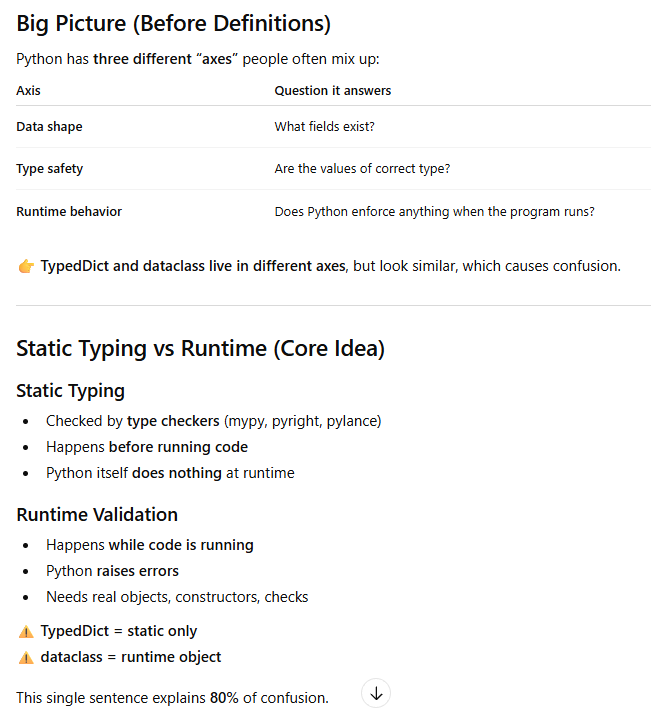 Big Picture (Before Definitions)
Python has three different “axes” people often mix up:
Axis Question it answers
Data shape What fields exist?
Type safety Are the values of correct type?
Runtime behavior Does Python enforce anything when the program runs?
👉 TypedDict and dataclass live in different axes, but look similar, which causes confusion.
Static Typing vs Runtime (Core Idea)
Static Typing
• Checked by type checkers (mypy, pyright, pylance)
• Happens before running code
• Python itself does nothing at runtime
Runtime Validation
• Happens while code is running
• Python raises errors
• Needs real objects, constructors, checks
⚠️ TypedDict = static only
⚠️ dataclass = runtime object
This single sentence explains 80% of confusion.